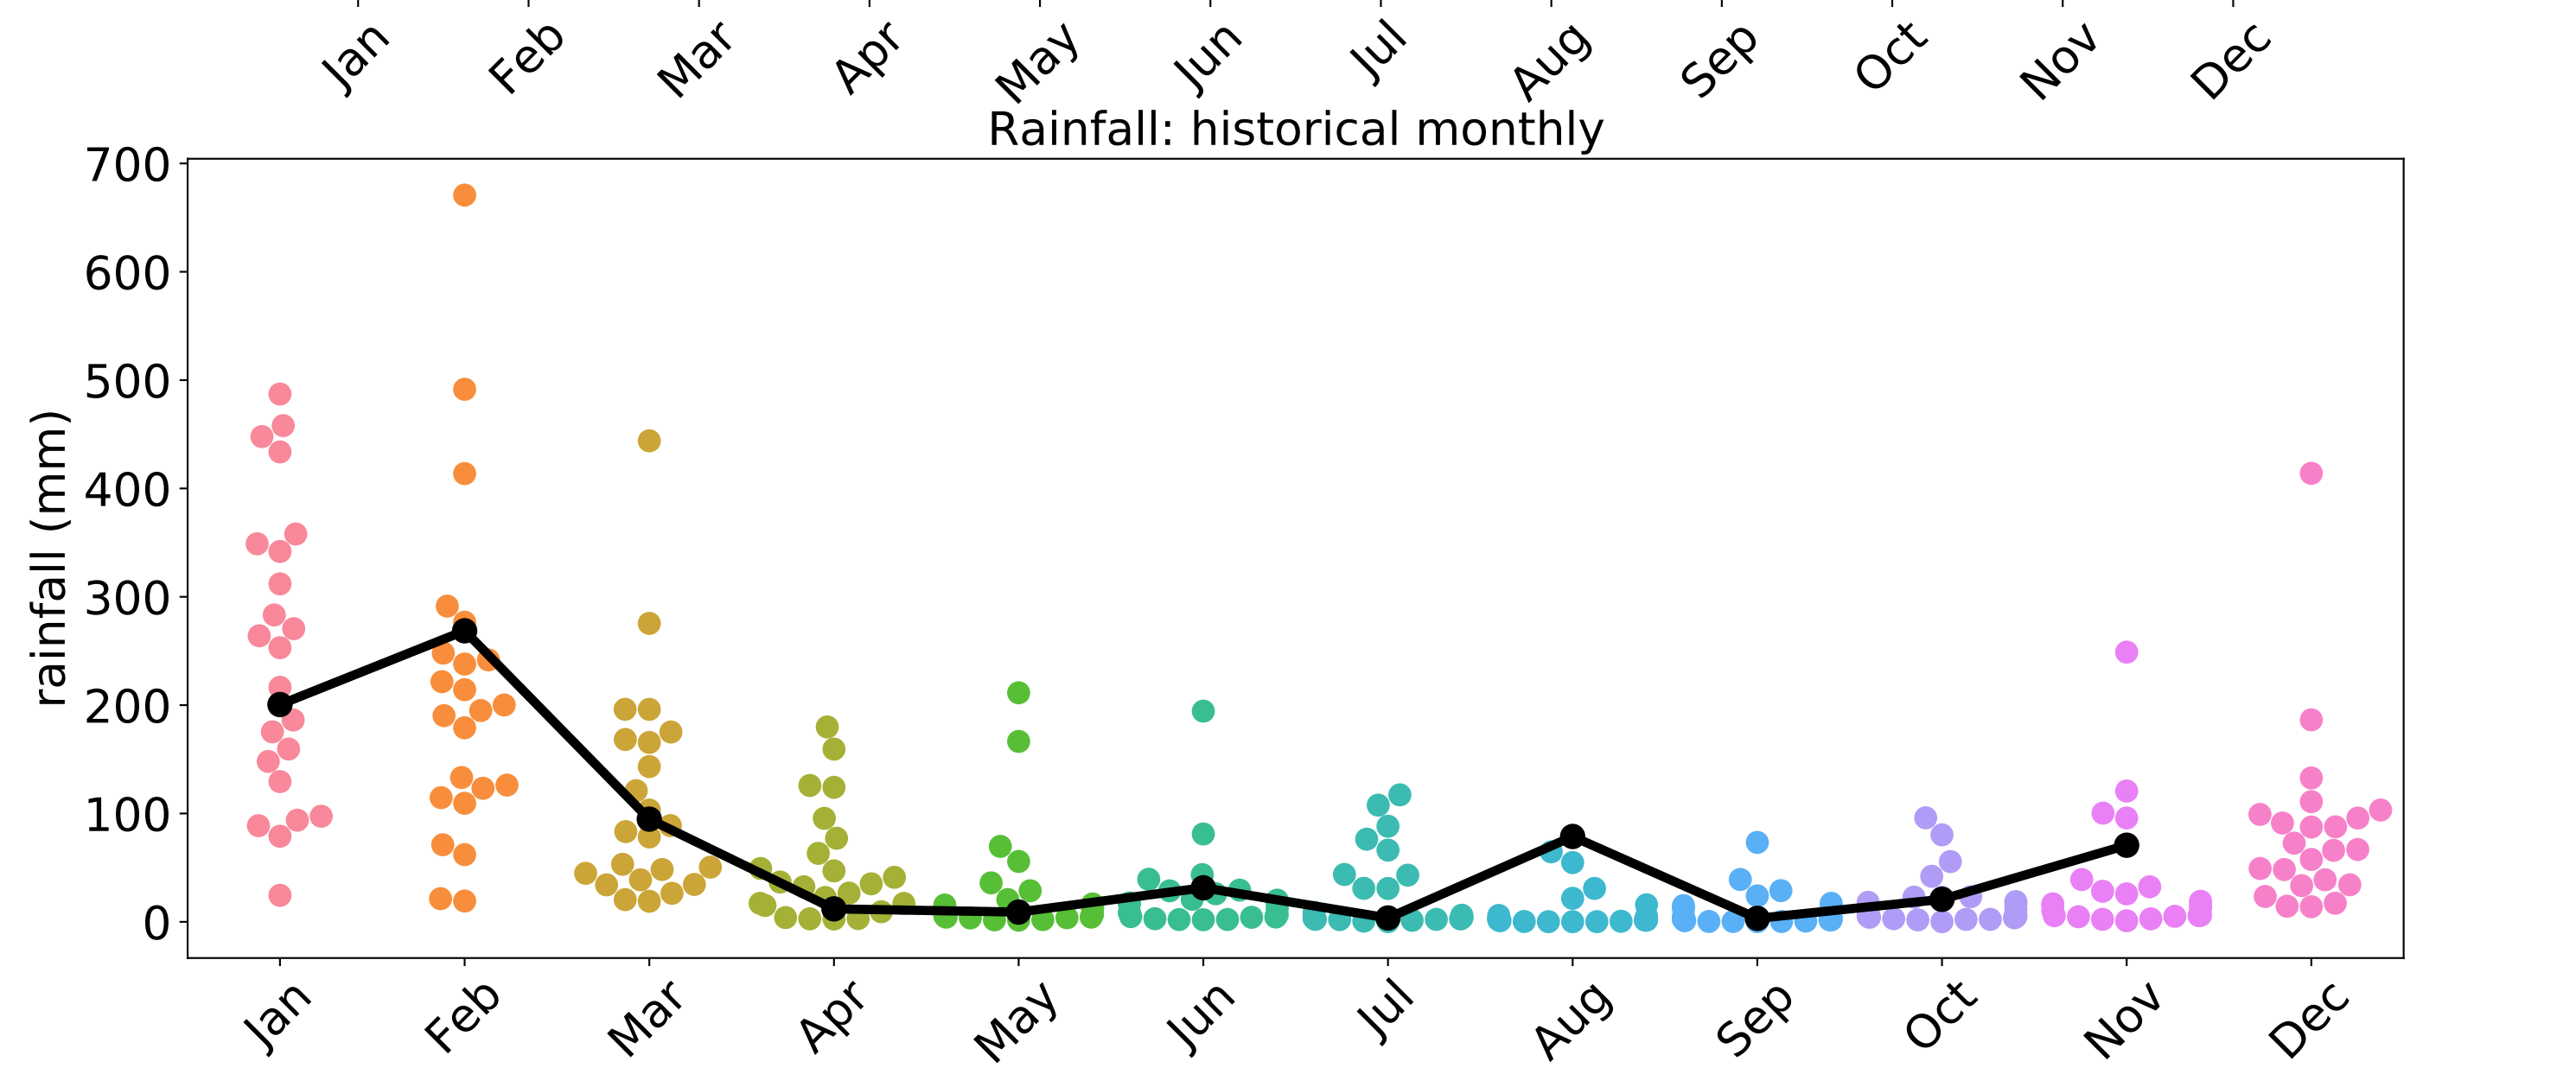 Jan Feb Mar Apr May Jun Jul Aug Sep Oct Nov Dec
Rainfall: historical monthly
700
600
500
400
300
200
100
0
rainfall (mm)
Jan Feb Mar Apr May Jun Jul Aug Sep Oct Nov Dec